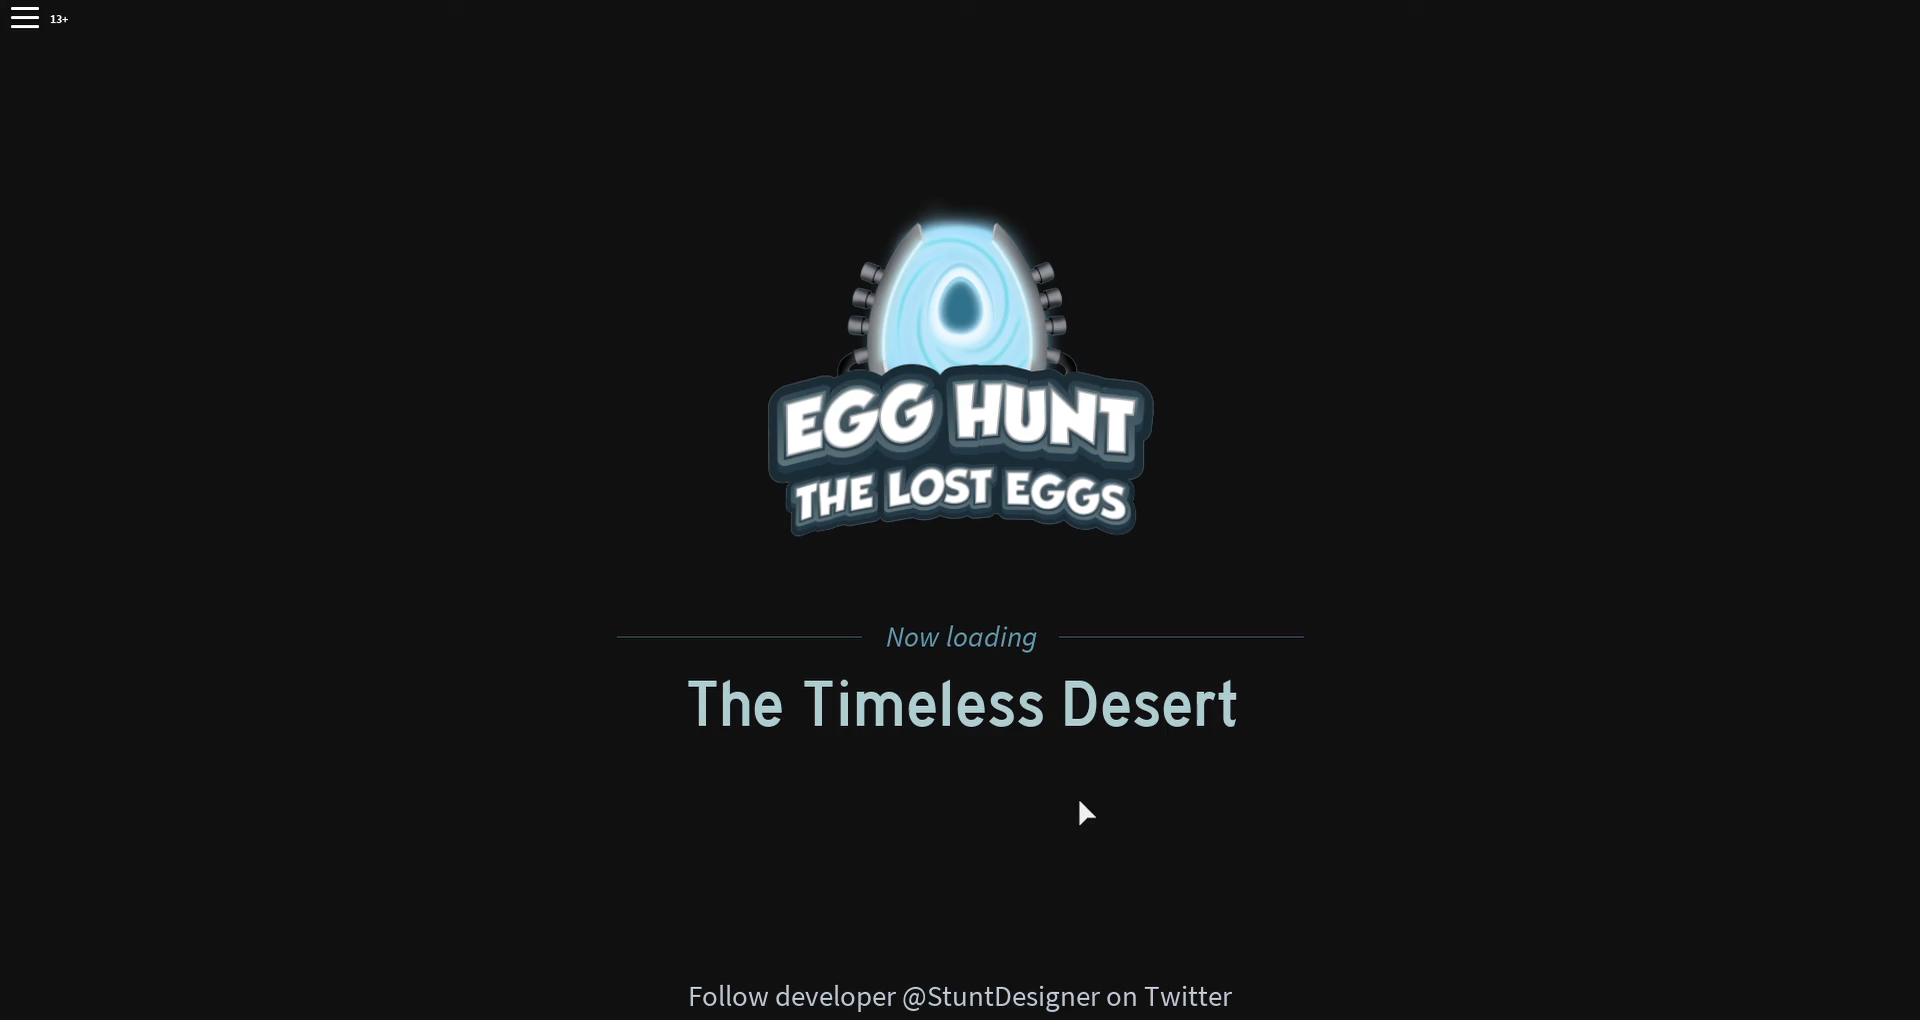 13+
EGG HUNT
THE LOST EGGS
Now loading
The Timeless Desert
Follow developer @StuntDesigner on Twitter